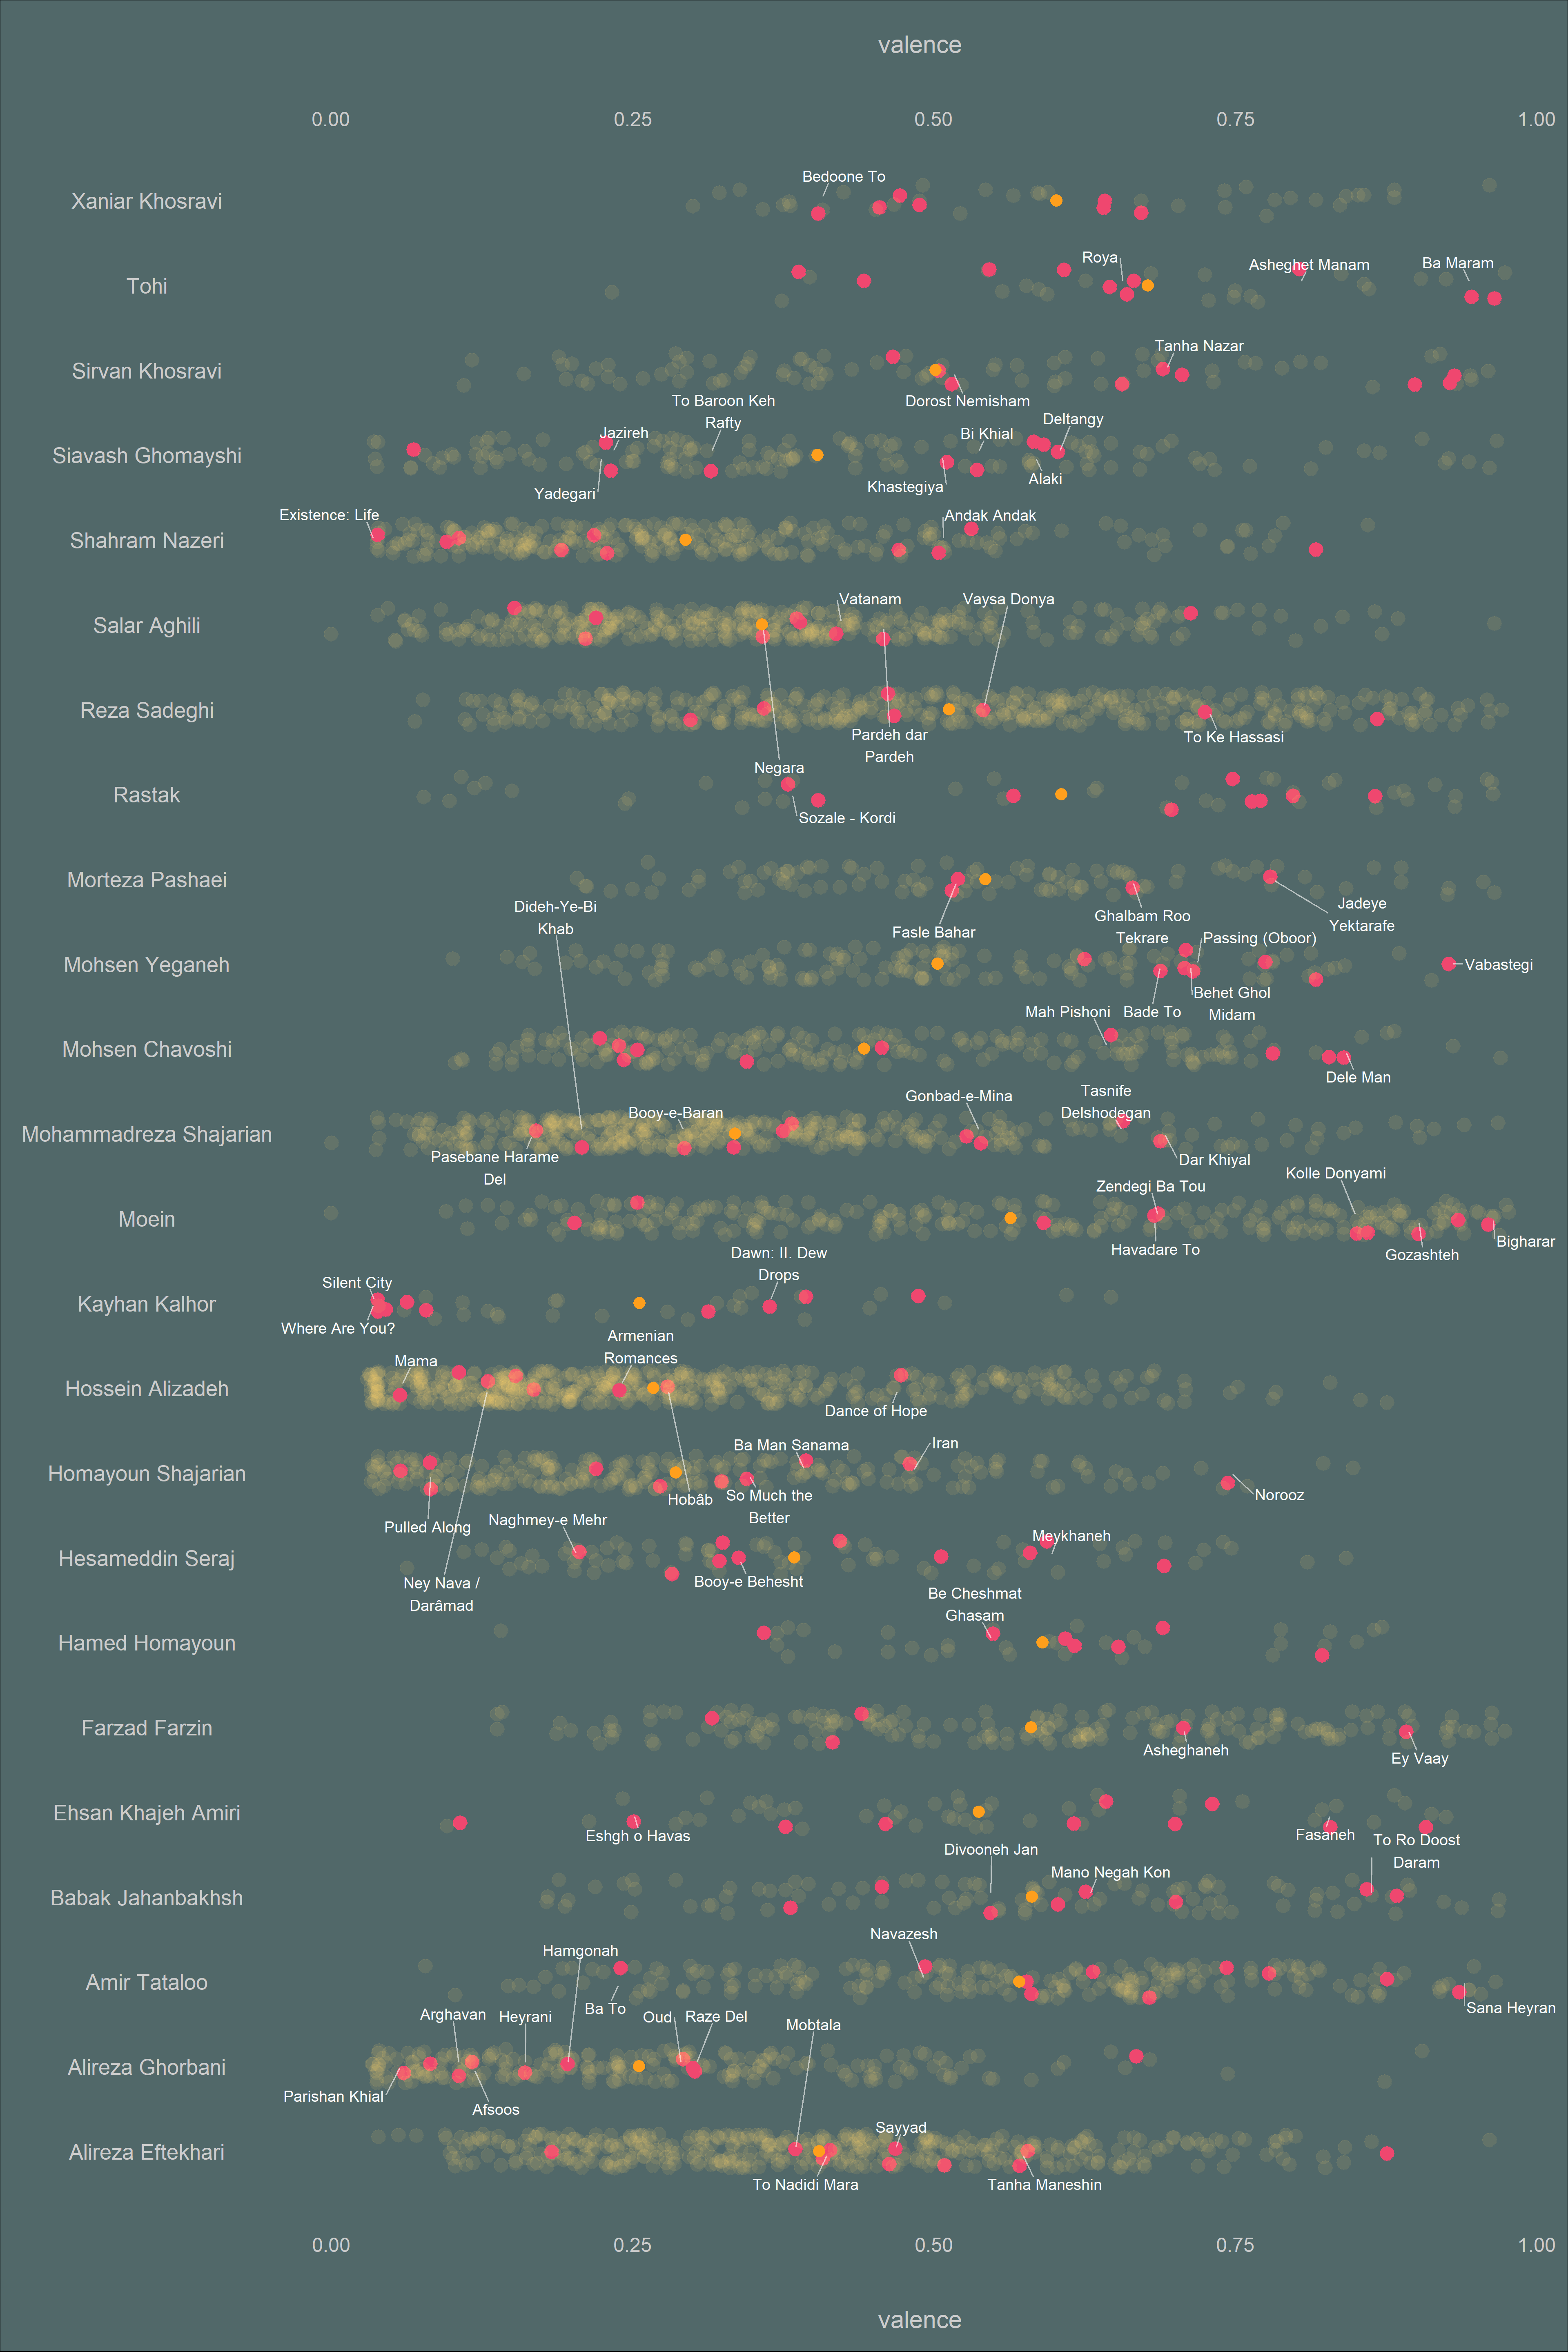 valence
0.00 0.25 0.50 0.75 1.00
Bedoone To
Xaniar Khosravi
Roya
Asheghet Manam
Ba Maram
Tohi
Tanha Nazar
Sirvan Khosravi
Dorost Nemisham
To Baroon Keh
Rafty
Deltangy
Jazireh
Bi Khial
Siavash Ghomayshi
Alaki
Khastegiya
Yadegari
Existence: Life
Andak Andak
Shahram Nazeri
Vatanam
Vaysa Donya
Salar Aghili
Reza Sadeghi
Pardeh dar
Pardeh
To Ke Hassasi
Negara
Rastak
Sozale - Kordi
Morteza Pashaei
Jadeye
Yektarafe
Dideh-Ye-Bi
Khab
Ghalbam Roo
Tekrare
Fasle Bahar
Passing (Oboor)
Mohsen Yeganeh
Vabastegi
Behet Ghol
Midam
Mah Pishoni
Bade To
Mohsen Chavoshi
Dele Man
Tasnife
Delshodegan
Gonbad-e-Mina
Booy-e-Baran
Mohammadreza Shajarian
Pasebane Harame
Del
Dar Khiyal
Kolle Donyami
Zendegi Ba Tou
Moein
Bigharar
Havadare To
Gozashteh
Dawn: II. Dew
Drops
Silent City
Kayhan Kalhor
Where Are You?
Armenian
Romances
Mama
Hossein Alizadeh
Dance of Hope
Ba Man Sanama
Iran
Homayoun Shajarian
Norooz
Hobâb
So Much the
Better
Naghmey-e Mehr
Pulled Along
Meykhaneh
Hesameddin Seraj
Booy-e Behesht
Ney Nava /
Darâmad
Be Cheshmat
Ghasam
Hamed Homayoun
Farzad Farzin
Asheghaneh
Ey Vaay
Ehsan Khajeh Amiri
Eshgh o Havas
Fasaneh
To Ro Doost
Daram
Divooneh Jan
Mano Negah Kon
Babak Jahanbakhsh
Navazesh
Hamgonah
Amir Tataloo
Ba To
Sana Heyran
Arghavan
Heyrani
Oud
Raze Del
Mobtala
Alireza Ghorbani
Parishan Khial
Afsoos
Sayyad
Alireza Eftekhari
To Nadidi Mara
Tanha Maneshin
0.00 0.25 0.50 0.75 1.00
valence